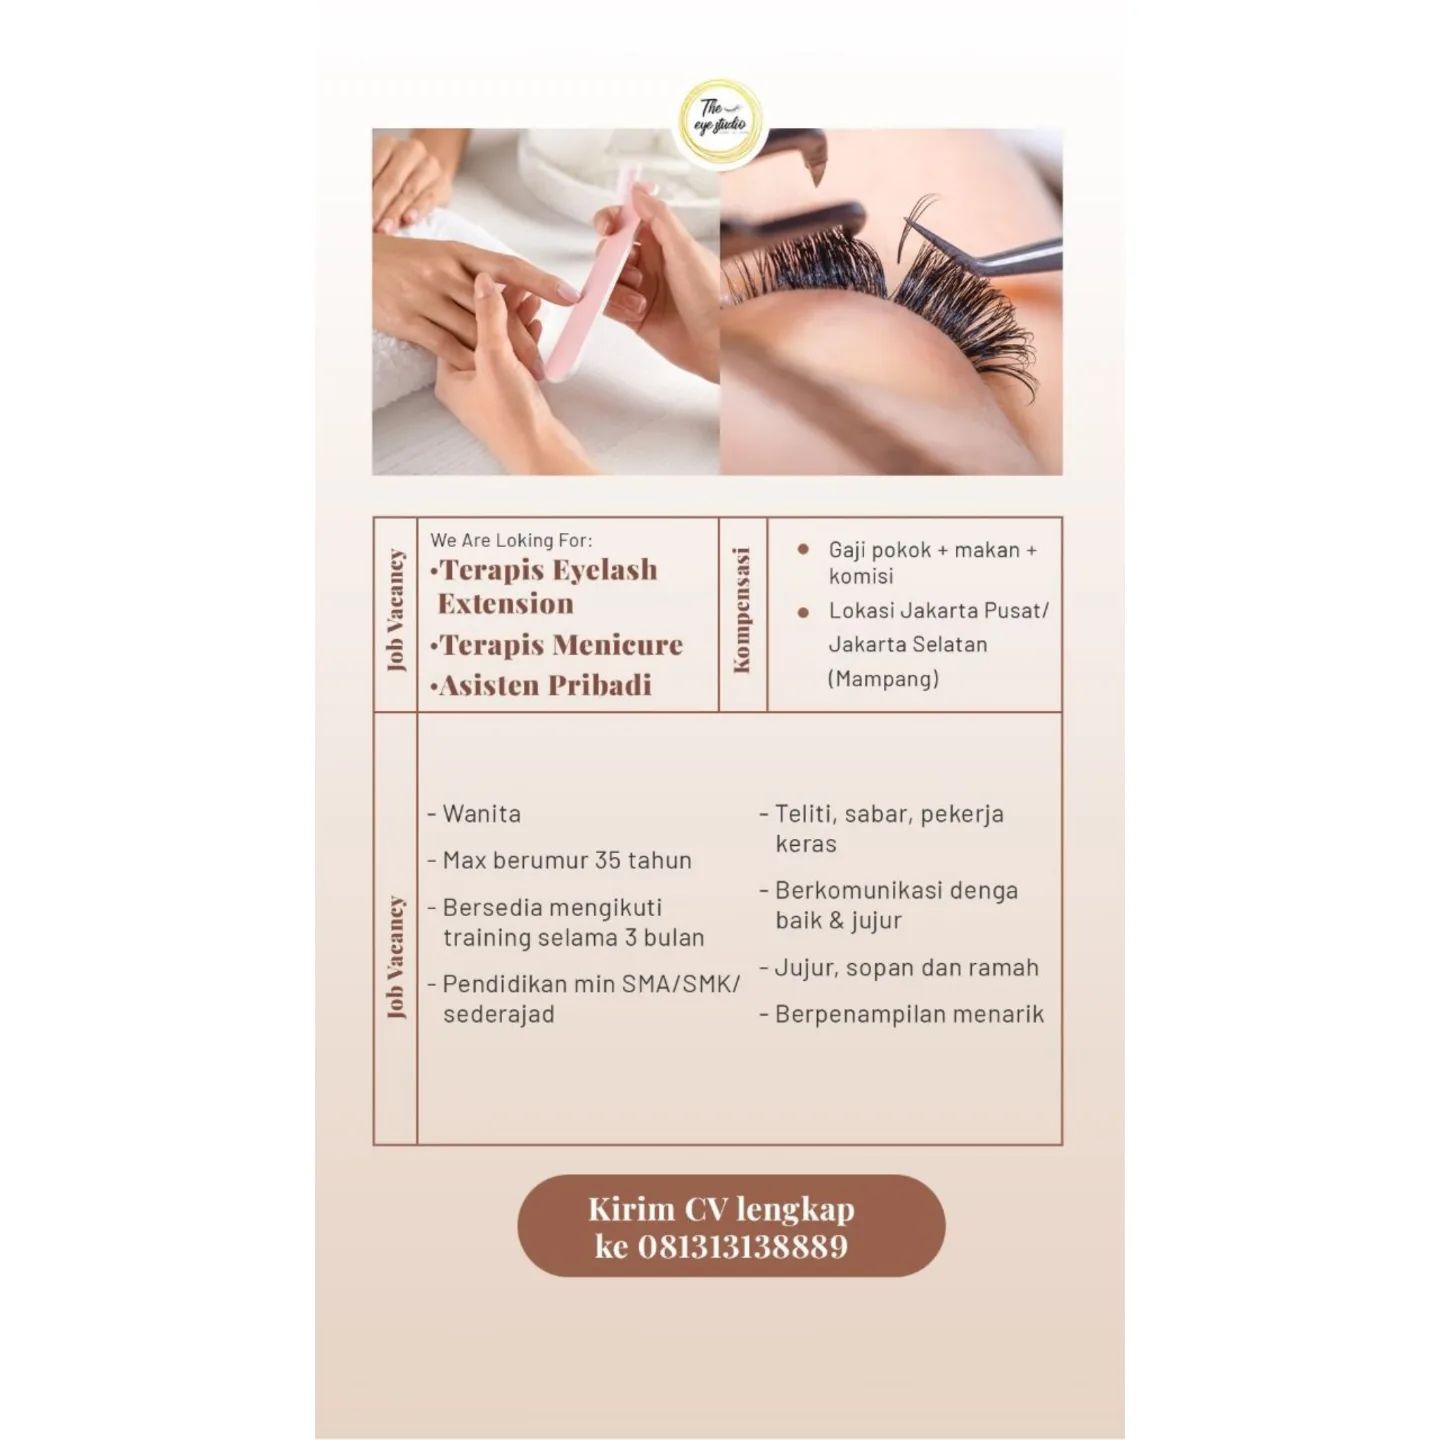 The
eye studio
Job Vacancy
We Are Loking For:
•Terapis Eyelash
Extension
•Terapis Menicure
•Asisten Pribadi
Kompensasi
• Gaji pokok + makan +
komisi
• Lokasi Jakarta Pusat/
Jakarta Selatan
(Mampang)
Job Vacancy
- Wanita
- Max berumur 35 tahun
- Bersedia mengikuti
training selama 3 bulan
- Pendidikan min SMA/SMK/
sederajad
- Teliti, sabar, pekerja
keras
- Berkomunikasi denga
baik & jujur
- Jujur, sopan dan ramah
- Berpenampilan menarik
Kirim CV lengkap
ke 081313138889